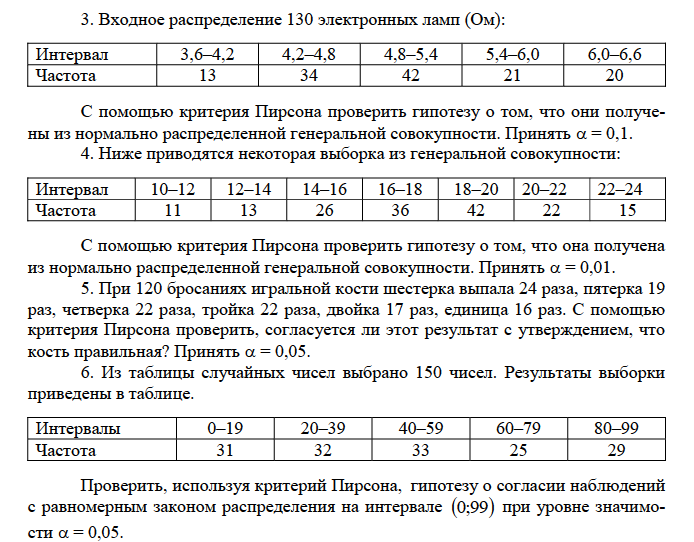 3. Входное распределение 130 электронных ламп (Ом):
Интервал 3,6–4,2 4,2–4,8 4,8–5,4 5,4–6,0 6,0–6,6
Частота 13 34 42 21 20
С помощью критерия Пирсона проверить гипотезу о том, что они получе-
ны из нормально распределенной генеральной совокупности. Принять α = 0,1.
4. Ниже приводятся некоторая выборка из генеральной совокупности:
Интервал 10–12 12–14 14–16 16–18 18–20 20–22 22–24
Частота 11 13 26 36 42 22 15
С помощью критерия Пирсона проверить гипотезу о том, что она получена
из нормально распределенной генеральной совокупности. Принять α = 0,01.
5. При 120 бросаниях игральной кости шестерка выпала 24 раза, пятерка 19
раз, четверка 22 раза, тройка 22 раза, двойка 17 раз, единица 16 раз. С помощью
критерия Пирсона проверить, согласуется ли этот результат с утверждением, что
кость правильная? Принять α = 0,05.
6. Из таблицы случайных чисел выбрано 150 чисел. Результаты выборки
приведены в таблице.
Интервалы 0–19 20–39 40–59 60–79 80–99
Частота 31 32 33 25 29
Проверить, используя критерий Пирсона, гипотезу о согласии наблюдений
с равномерным законом распределения на интервале (0;99) при уровне значимо-
сти α = 0,05.